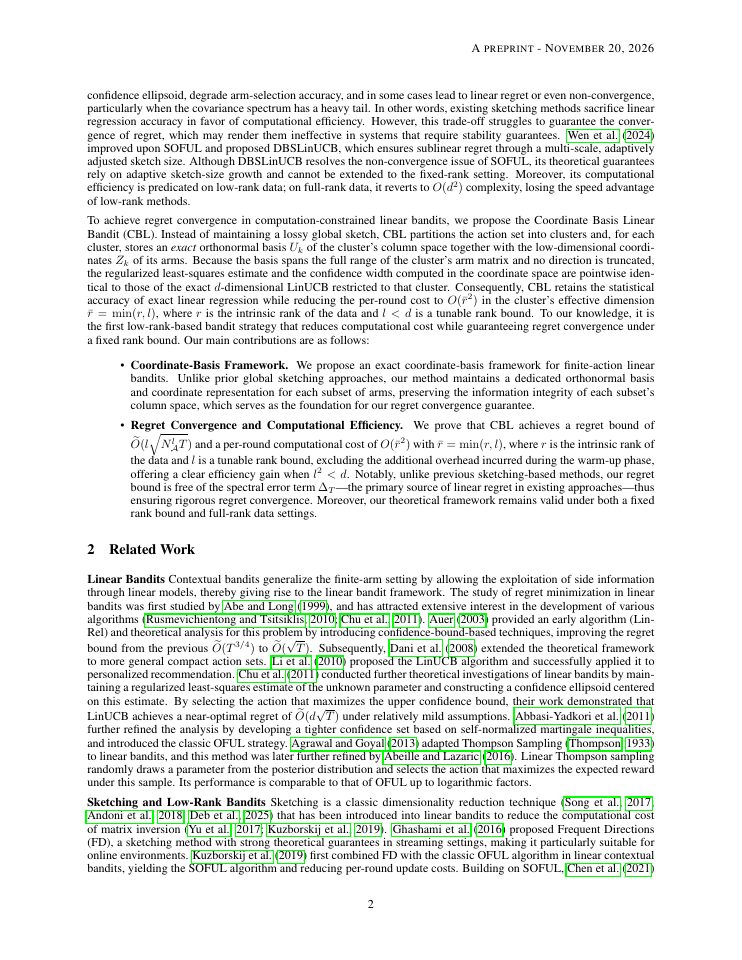 A PREPRINT - NOVEMBER 20, 2026
confidence ellipsoid, degrade arm-selection accuracy, and in some cases lead to linear regret or even non-convergence,
particularly when the covariance spectrum has a heavy tail. In other words, existing sketching methods sacrifice linear
regression accuracy in favor of computational efficiency. However, this trade-off struggles to guarantee the conver-
gence of regret, which may render them ineffective in systems that require stability guarantees. Wen et al. (2024)
improved upon SOFUL and proposed DBSLinUCB, which ensures sublinear regret through a multi-scale, adaptively
adjusted sketch size. Although DBSLinUCB resolves the non-convergence issue of SOFUL, its theoretical guarantees
rely on adaptive sketch-size growth and cannot be extended to the fixed-rank setting. Moreover, its computational
efficiency is predicated on low-rank data; on full-rank data, it reverts to O(d²) complexity, losing the speed advantage
of low-rank methods.
To achieve regret convergence in computation-constrained linear bandits, we propose the Coordinate Basis Linear
Bandit (CBL). Instead of maintaining a lossy global sketch, CBL partitions the action set into clusters and, for each
cluster, stores an exact orthonormal basis U_k of the cluster's column space together with the low-dimensional coordi-
nates Z_k of its arms. Because the basis spans the full range of the cluster's arm matrix and no direction is truncated,
the regularized least-squares estimate and the confidence width computed in the coordinate space are pointwise iden-
tical to those of the exact d-dimensional LinUCB restricted to that cluster. Consequently, CBL retains the statistical
accuracy of exact linear regression while reducing the per-round cost to O(r̄²) in the cluster's effective dimension
r̄ = min(r, l), where r is the intrinsic rank of the data and l < d is a tunable rank bound. To our knowledge, it is
the first low-rank-based bandit strategy that reduces computational cost while guaranteeing regret convergence under
a fixed rank bound. Our main contributions are as follows:
• Coordinate-Basis Framework. We propose an exact coordinate-basis framework for finite-action linear
bandits. Unlike prior global sketching approaches, our method maintains a dedicated orthonormal basis
and coordinate representation for each subset of arms, preserving the information integrity of each subset's
column space, which serves as the foundation for our regret convergence guarantee.
• Regret Convergence and Computational Efficiency. We prove that CBL achieves a regret bound of
Õ(l√(N_A^l T)) and a per-round computational cost of O(r̄²) with r̄ = min(r, l), where r is the intrinsic rank of
the data and l is a tunable rank bound, excluding the additional overhead incurred during the warm-up phase,
offering a clear efficiency gain when l² < d. Notably, unlike previous sketching-based methods, our regret
bound is free of the spectral error term Δ_T—the primary source of linear regret in existing approaches—thus
ensuring rigorous regret convergence. Moreover, our theoretical framework remains valid under both a fixed
rank bound and full-rank data settings.
2 Related Work
Linear Bandits Contextual bandits generalize the finite-arm setting by allowing the exploitation of side information
through linear models, thereby giving rise to the linear bandit framework. The study of regret minimization in linear
bandits was first studied by Abe and Long (1999), and has attracted extensive interest in the development of various
algorithms (Rusmevichientong and Tsitsiklis, 2010; Chu et al., 2011). Auer (2003) provided an early algorithm (Lin-
Rel) and theoretical analysis for this problem by introducing confidence-bound-based techniques, improving the regret
bound from the previous Õ(T^{3/4}) to Õ(√T). Subsequently, Dani et al. (2008) extended the theoretical framework
to more general compact action sets. Li et al. (2010) proposed the LinUCB algorithm and successfully applied it to
personalized recommendation. Chu et al. (2011) conducted further theoretical investigations of linear bandits by main-
taining a regularized least-squares estimate of the unknown parameter and constructing a confidence ellipsoid centered
on this estimate. By selecting the action that maximizes the upper confidence bound, their work demonstrated that
LinUCB achieves a near-optimal regret of Õ(d√T) under relatively mild assumptions. Abbasi-Yadkori et al. (2011)
further refined the analysis by developing a tighter confidence set based on self-normalized martingale inequalities,
and introduced the classic OFUL strategy. Agrawal and Goyal (2013) adapted Thompson Sampling (Thompson, 1933)
to linear bandits, and this method was later further refined by Abeille and Lazaric (2016). Linear Thompson sampling
randomly draws a parameter from the posterior distribution and selects the action that maximizes the expected reward
under this sample. Its performance is comparable to that of OFUL up to logarithmic factors.
Sketching and Low-Rank Bandits Sketching is a classic dimensionality reduction technique (Song et al., 2017;
Andoni et al., 2018; Deb et al., 2025) that has been introduced into linear bandits to reduce the computational cost
of matrix inversion (Yu et al., 2017; Kuzborskij et al., 2019). Ghashami et al. (2016) proposed Frequent Directions
(FD), a sketching method with strong theoretical guarantees in streaming settings, making it particularly suitable for
online environments. Kuzborskij et al. (2019) first combined FD with the classic OFUL algorithm in linear contextual
bandits, yielding the SOFUL algorithm and reducing per-round update costs. Building on SOFUL, Chen et al. (2021)
2